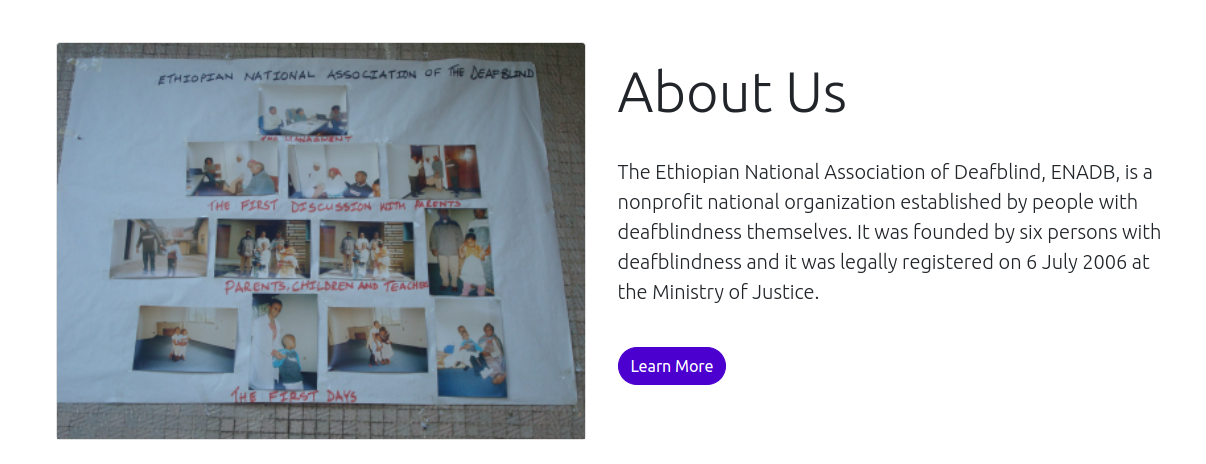 ETHIOPIAN NATIONAL ASSOCIATION OF THE DEAFBLIND
THE MANAGMENT
THE FIRST DISCUSSION WITH PARENTS
PARENTS, CHILDREN AND TEACHER
THE FIRST DAYS
About Us
The Ethiopian National Association of Deafblind, ENADB, is a
nonprofit national organization established by people with
deafblindness themselves. It was founded by six persons with
deafblindness and it was legally registered on 6 July 2006 at
the Ministry of Justice.
Learn More